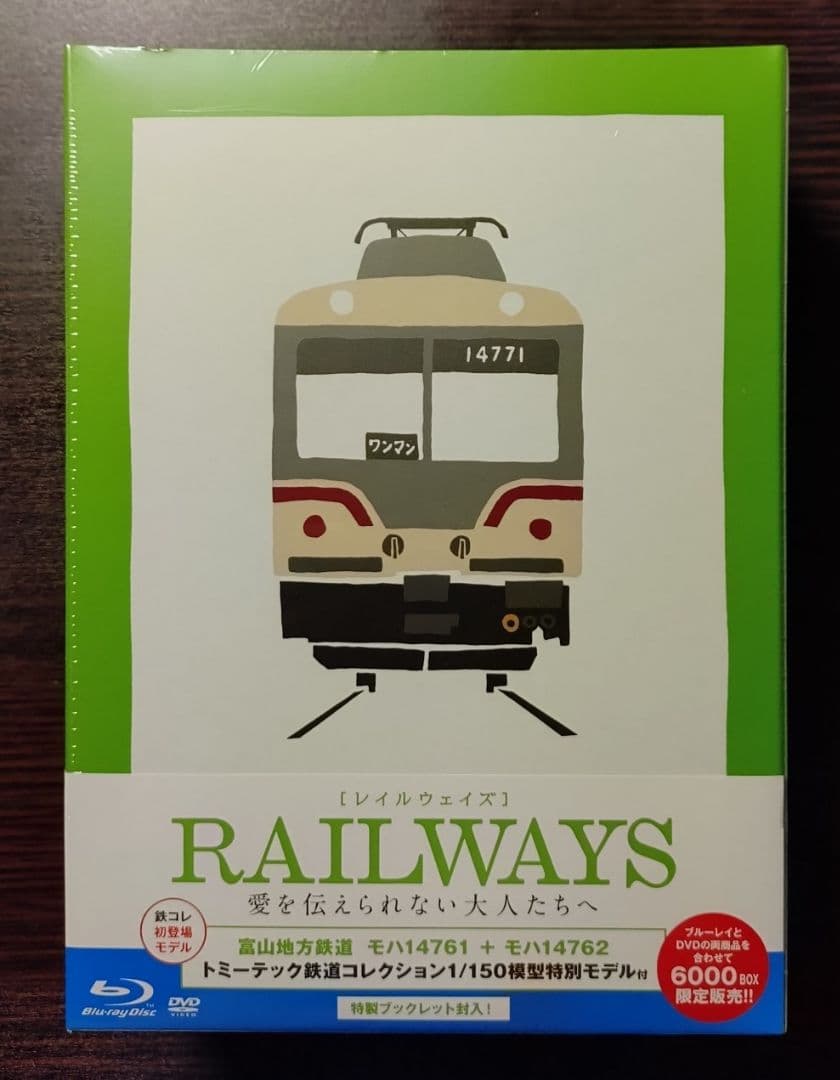 14771
ワンマン
[レイルウェイズ]
RAILWAYS
愛を伝えられない大人たちへ
鉄コレ
初登場
モデル
富山地方鉄道 モハ14761 + モハ14762
トミーテック鉄道コレクション1/150模型特別モデル付
ブルーレイと
DVDの両商品を
合わせて
6000BOX
限定販売!!
Blu-ray Disc TM
DVD
VIDEO
特製ブックレット封入!